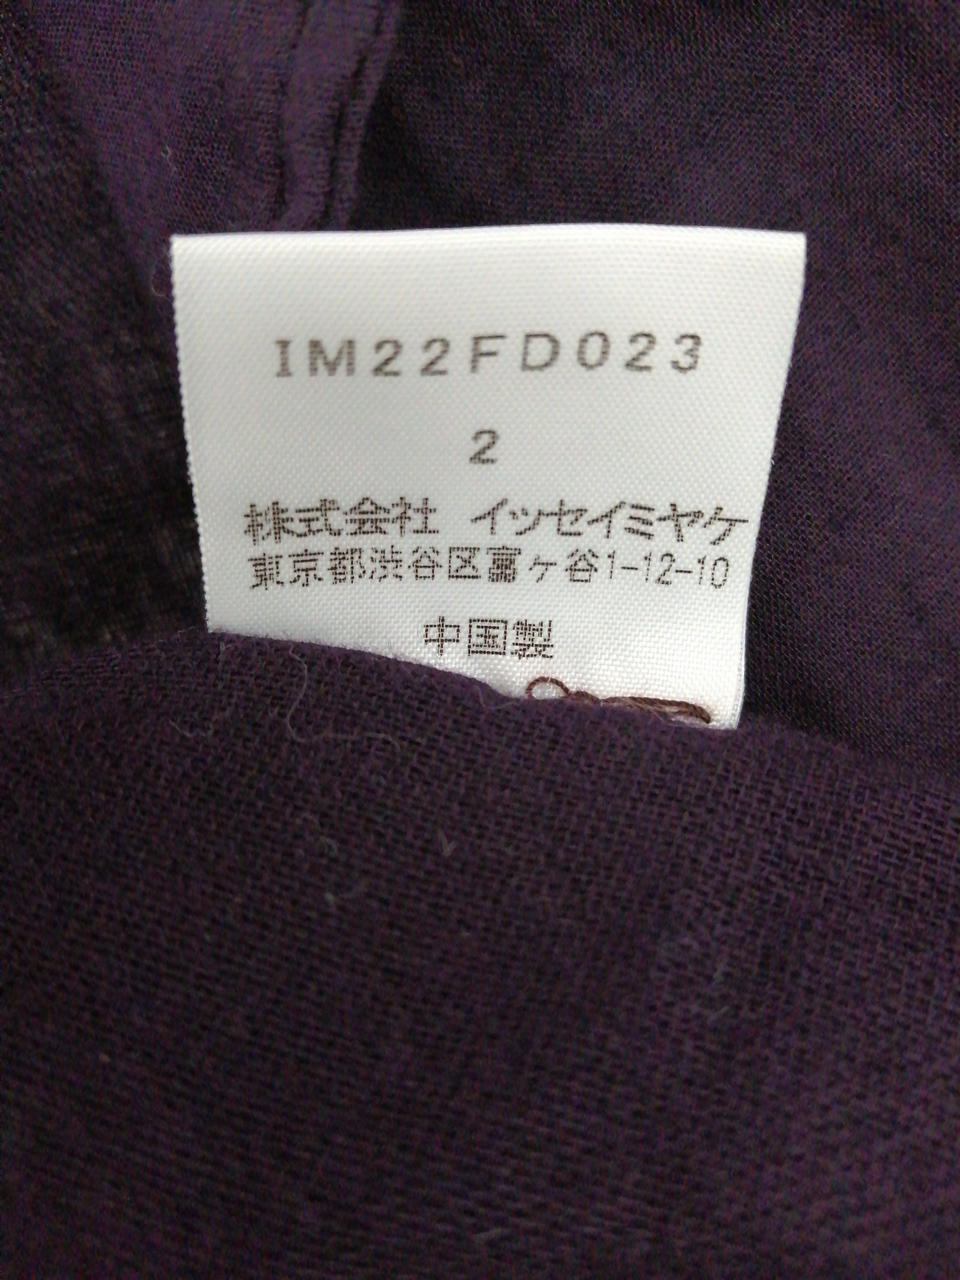 IM22FD023
2
株式会社 イッセイミヤケ
東京都渋谷区富ヶ谷1-12-10
中国製